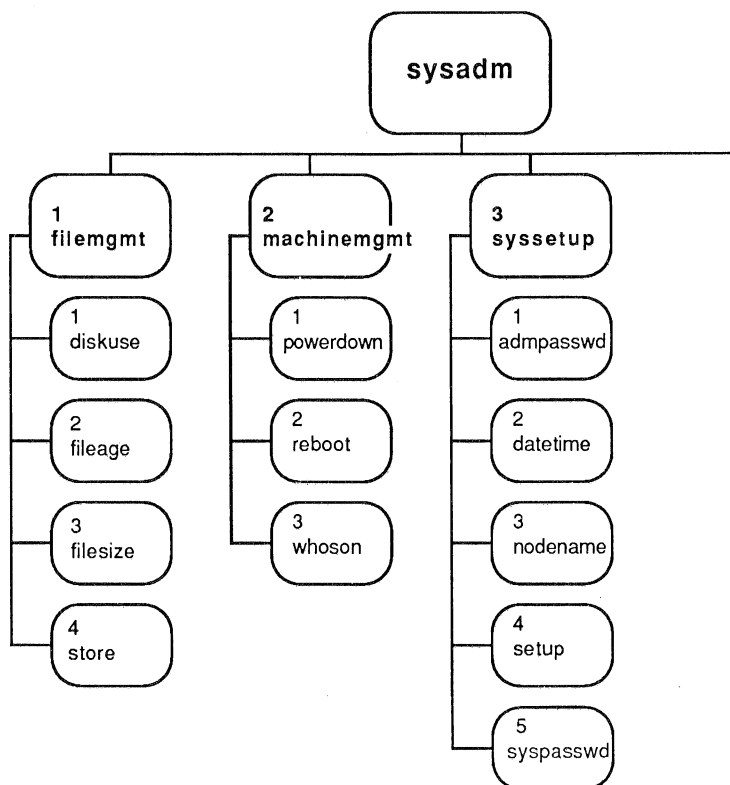 sysadm
1
filemgmt
1
diskuse
2
fileage
3
filesize
4
store
2
machinemgmt
1
powerdown
2
reboot
3
whoson
3
syssetup
1
admpasswd
2
datetime
3
nodename
4
setup
5
syspasswd